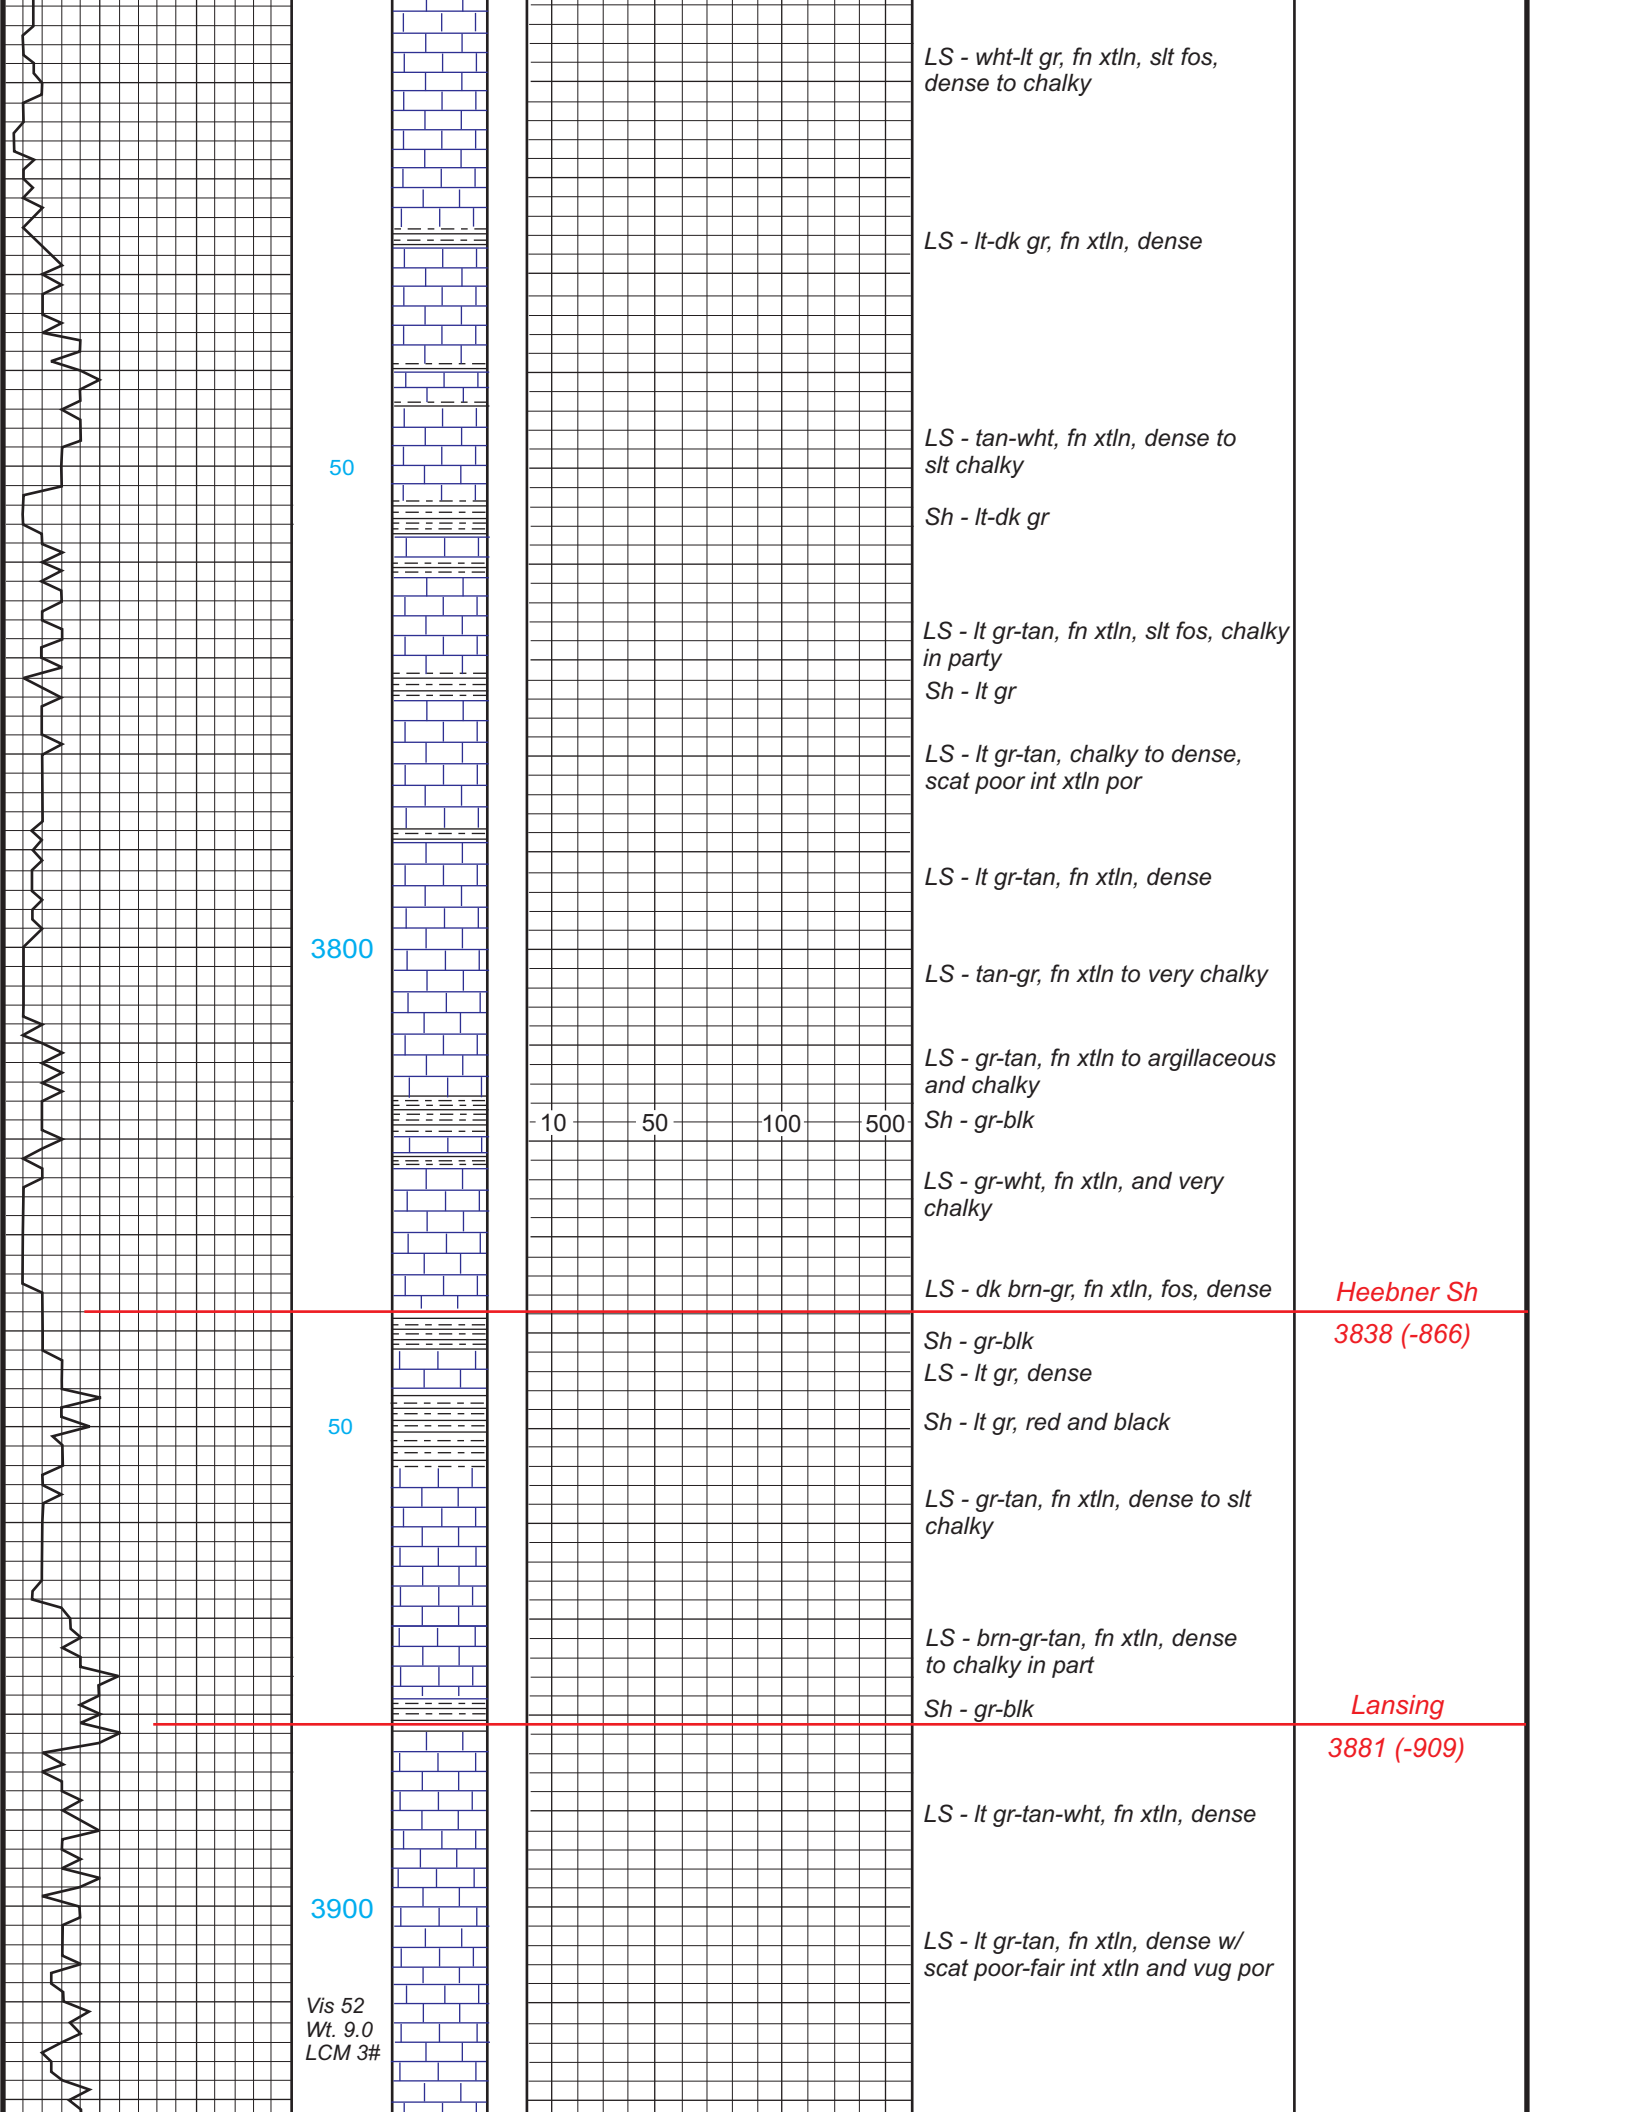 LS - wht-lt gr, fn xtln, slt fos,
dense to chalky
LS - lt-dk gr, fn xtln, dense
LS - tan-wht, fn xtln, dense to
slt chalky
50
Sh - lt-dk gr
LS - lt gr-tan, fn xtln, slt fos, chalky
in party
Sh - lt gr
LS - lt gr-tan, chalky to dense,
scat poor int xtln por
LS - lt gr-tan, fn xtln, dense
3800
LS - tan-gr, fn xtln to very chalky
LS - gr-tan, fn xtln to argillaceous
and chalky
10 50 100 500
Sh - gr-blk
LS - gr-wht, fn xtln, and very
chalky
LS - dk brn-gr, fn xtln, fos, dense
Heebner Sh
3838 (-866)
Sh - gr-blk
LS - lt gr, dense
50
Sh - lt gr, red and black
LS - gr-tan, fn xtln, dense to slt
chalky
LS - brn-gr-tan, fn xtln, dense
to chalky in part
Sh - gr-blk
Lansing
3881 (-909)
LS - lt gr-tan-wht, fn xtln, dense
3900
LS - lt gr-tan, fn xtln, dense w/
scat poor-fair int xtln and vug por
Vis 52
Wt. 9.0
LCM 3#